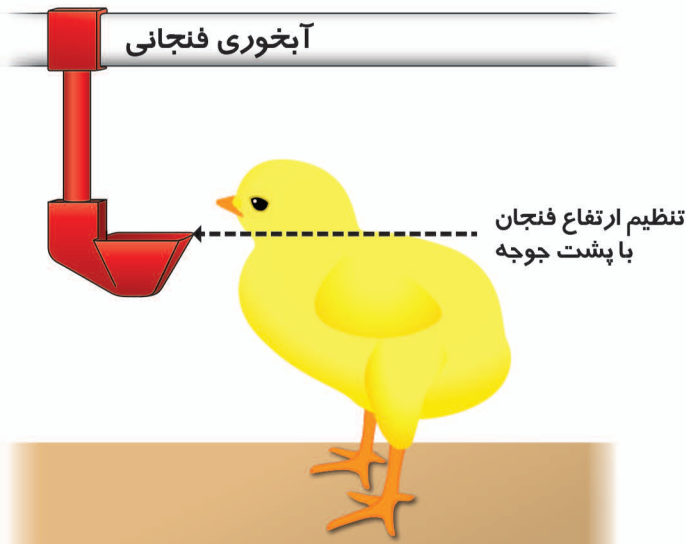 آبخوری فنجانی
تنظیم ارتفاع فنجان
با پشت جوجه